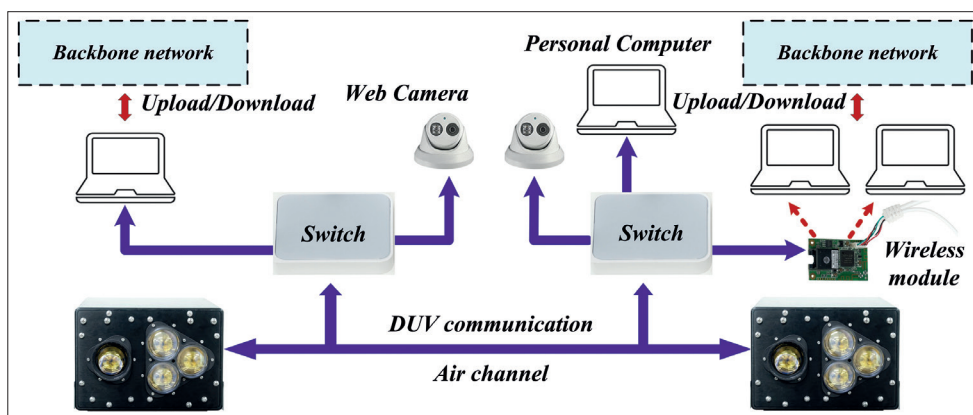 Backbone network
Upload/Download
Web Camera
Switch
Personal Computer
Backbone network
Upload/Download
Switch
Wireless
module
DUV communication
Air channel